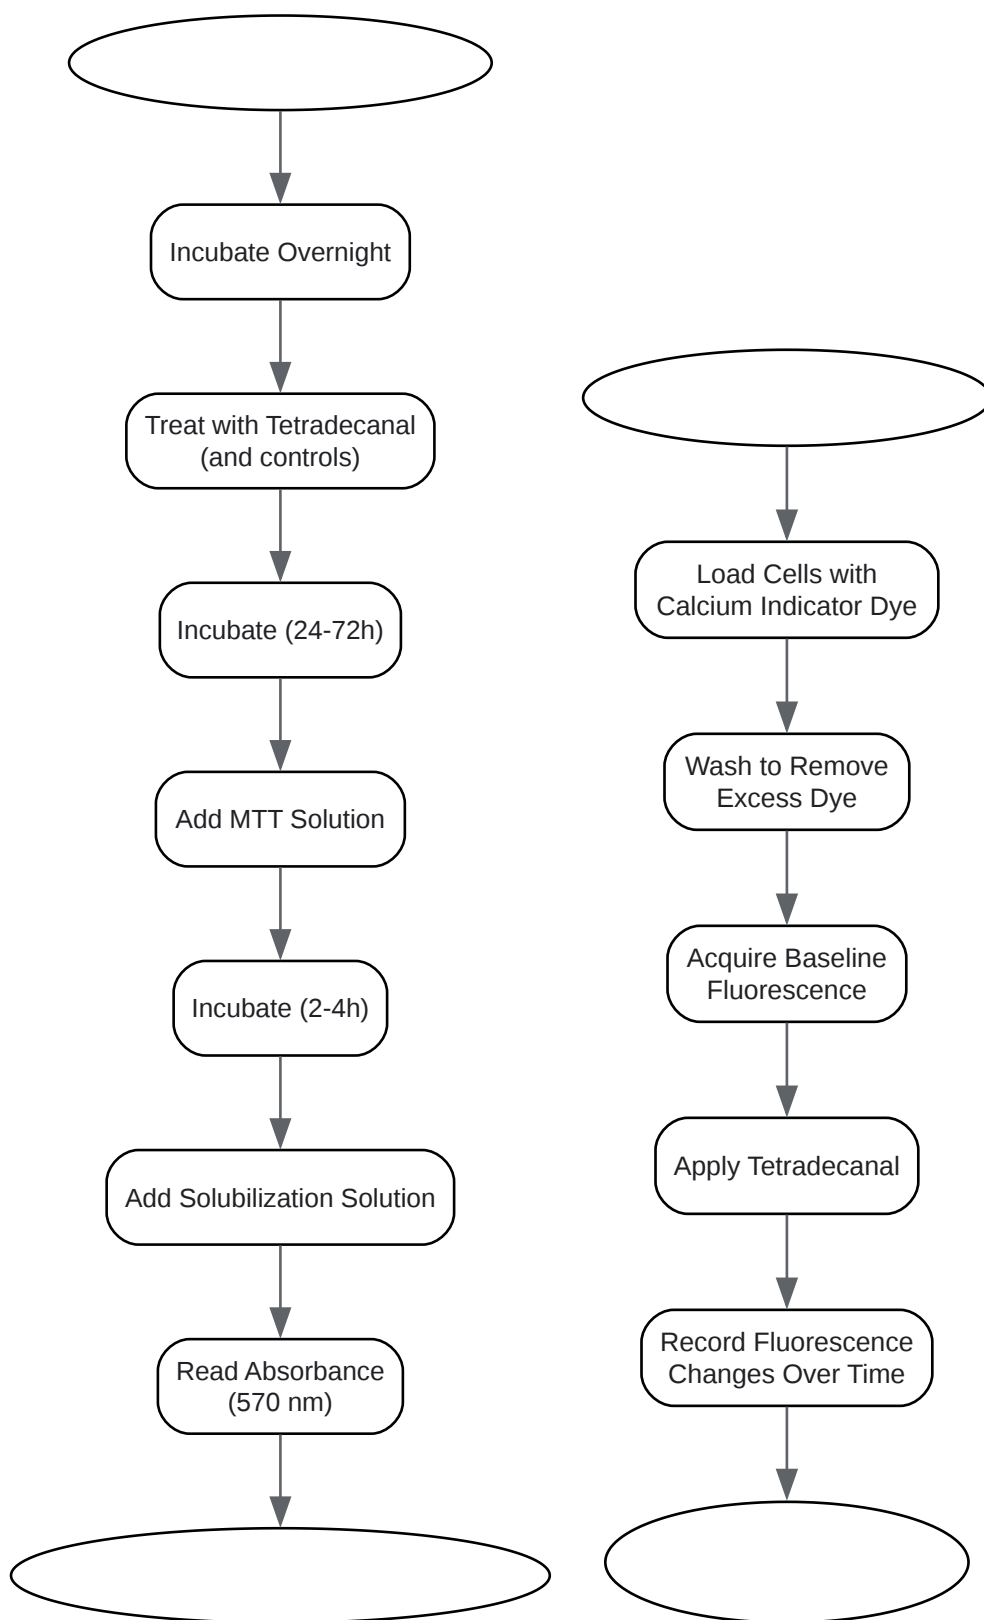 Incubate Overnight
Treat with Tetradecanal
(and controls)
Incubate (24-72h)
Add MTT Solution
Incubate (2-4h)
Add Solubilization Solution
Read Absorbance
(570 nm)
Load Cells with
Calcium Indicator Dye
Wash to Remove
Excess Dye
Acquire Baseline
Fluorescence
Apply Tetradecanal
Record Fluorescence
Changes Over Time